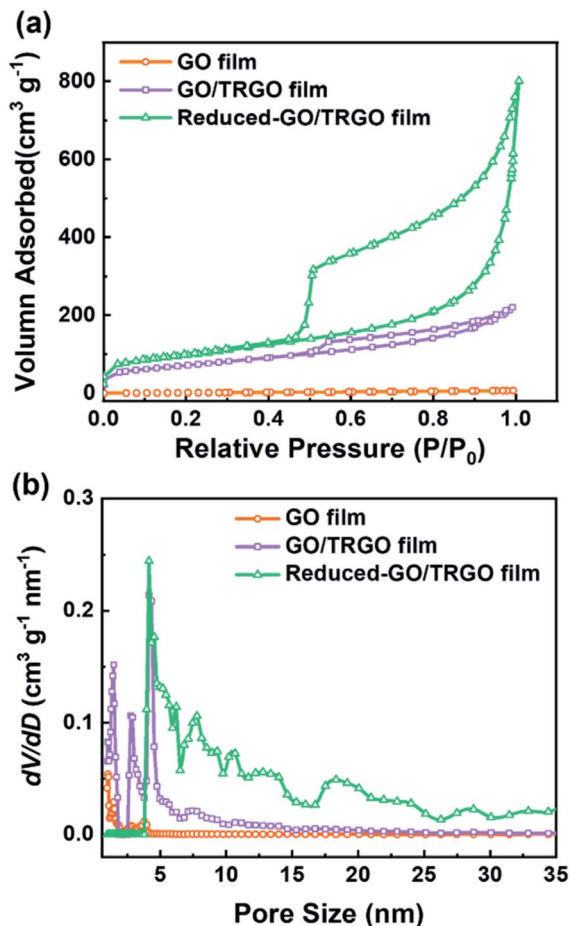 (a)
GO film
GO/TRGO film
Reduced-GO/TRGO film
Volumn Adsorbed(cm³ g⁻¹)
800
600
400
200
0
0.0 0.2 0.4 0.6 0.8 1.0
Relative Pressure (P/P₀)
(b)
GO film
GO/TRGO film
Reduced-GO/TRGO film
dV/dD (cm³ g⁻¹ nm⁻¹)
0.3
0.2
0.1
0.0
5 10 15 20 25 30 35
Pore Size (nm)